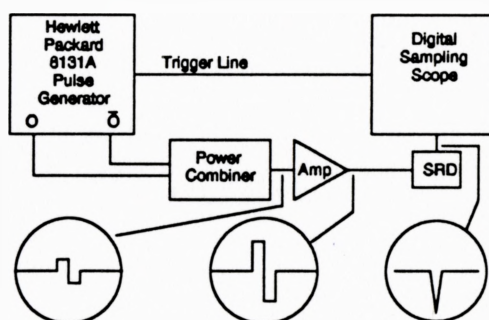 Hewlett
Packard
8131A
Pulse
Generator
O
Ō
Trigger Line
Digital
Sampling
Scope
Power
Combiner
Amp
SRD